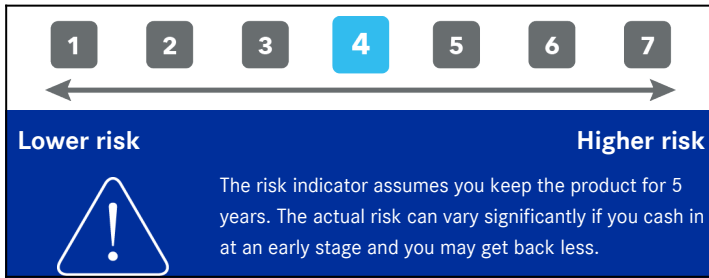 1 2 3 4 5 6 7
Lower risk Higher risk
The risk indicator assumes you keep the product for 5
years. The actual risk can vary significantly if you cash in
at an early stage and you may get back less.